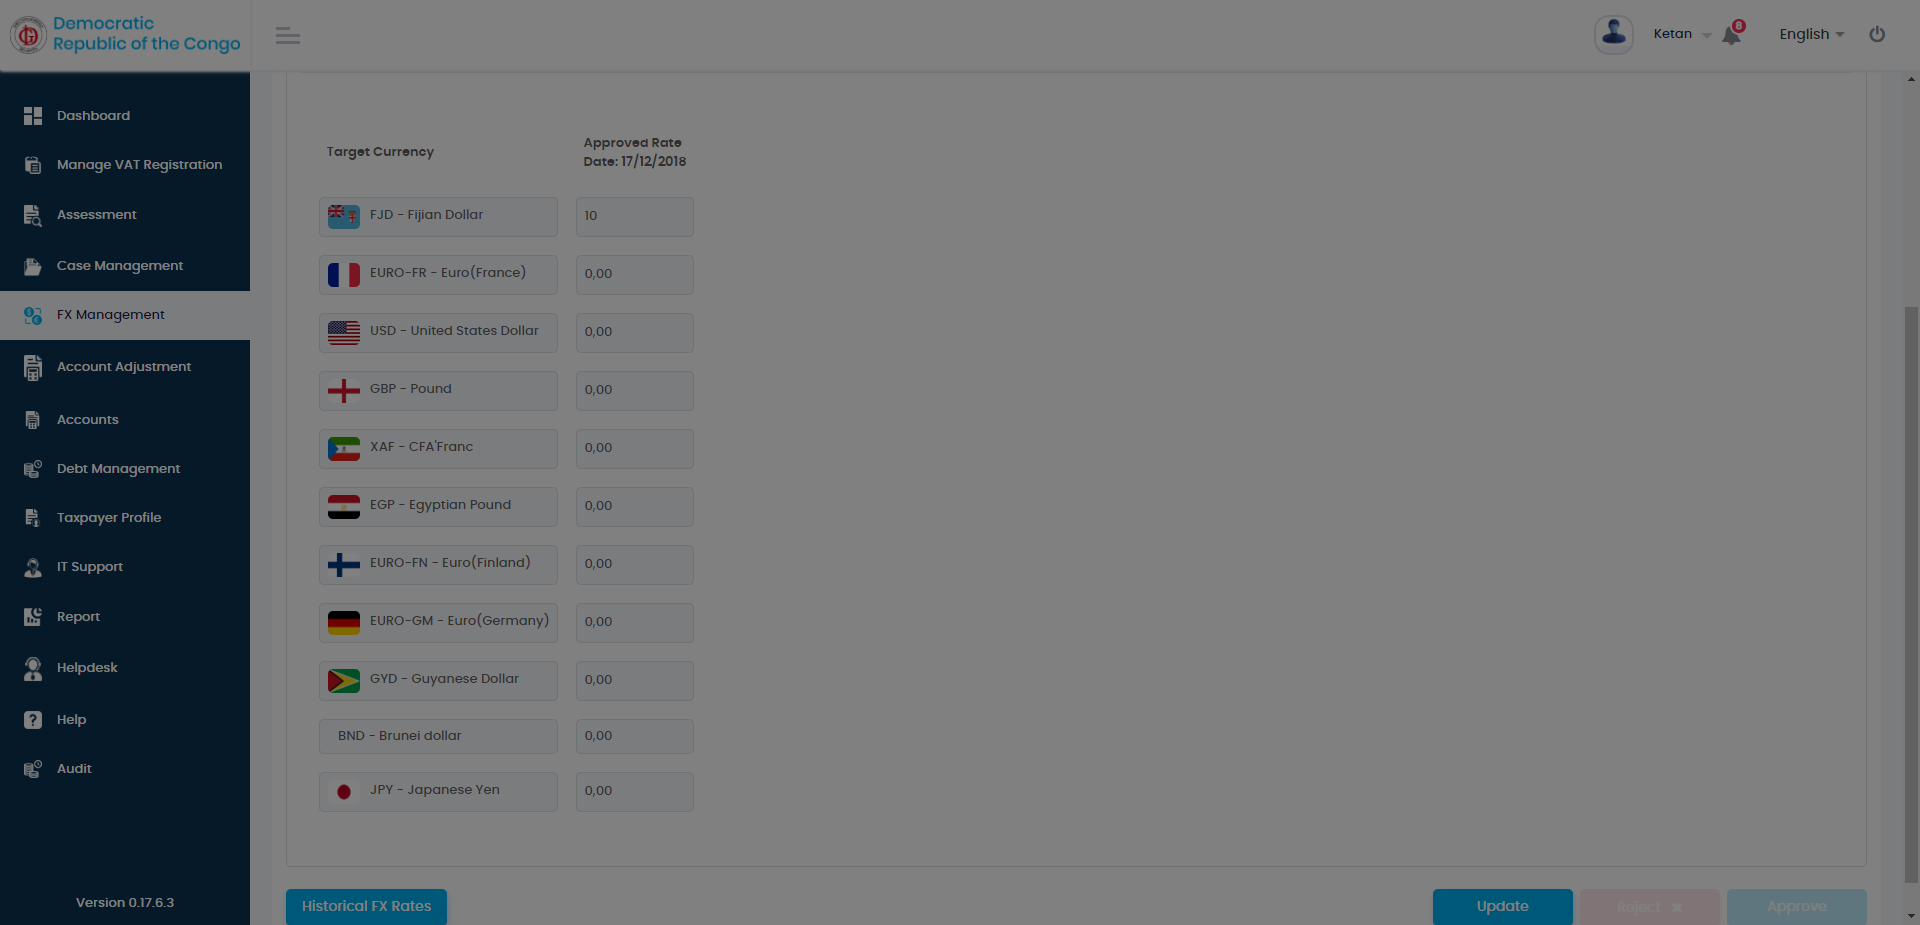 Democratic
Republic of the Congo
Ketan
8
English
Dashboard
Manage VAT Registration
Assessment
Case Management
FX Management
Account Adjustment
Accounts
Debt Management
Taxpayer Profile
IT Support
Report
Helpdesk
Help
Audit
Version 0.17.6.3
Target Currency
Approved Rate
Date: 17/12/2018
FJD - Fijian Dollar
10
EURO-FR - Euro(France)
0,00
USD - United States Dollar
0,00
GBP - Pound
0,00
XAF - CFA'Franc
0,00
EGP - Egyptian Pound
0,00
EURO-FN - Euro(Finland)
0,00
EURO-GM - Euro(Germany)
0,00
GYD - Guyanese Dollar
0,00
BND - Brunei dollar
0,00
JPY - Japanese Yen
0,00
Historical FX Rates
Update
Reject
Approve